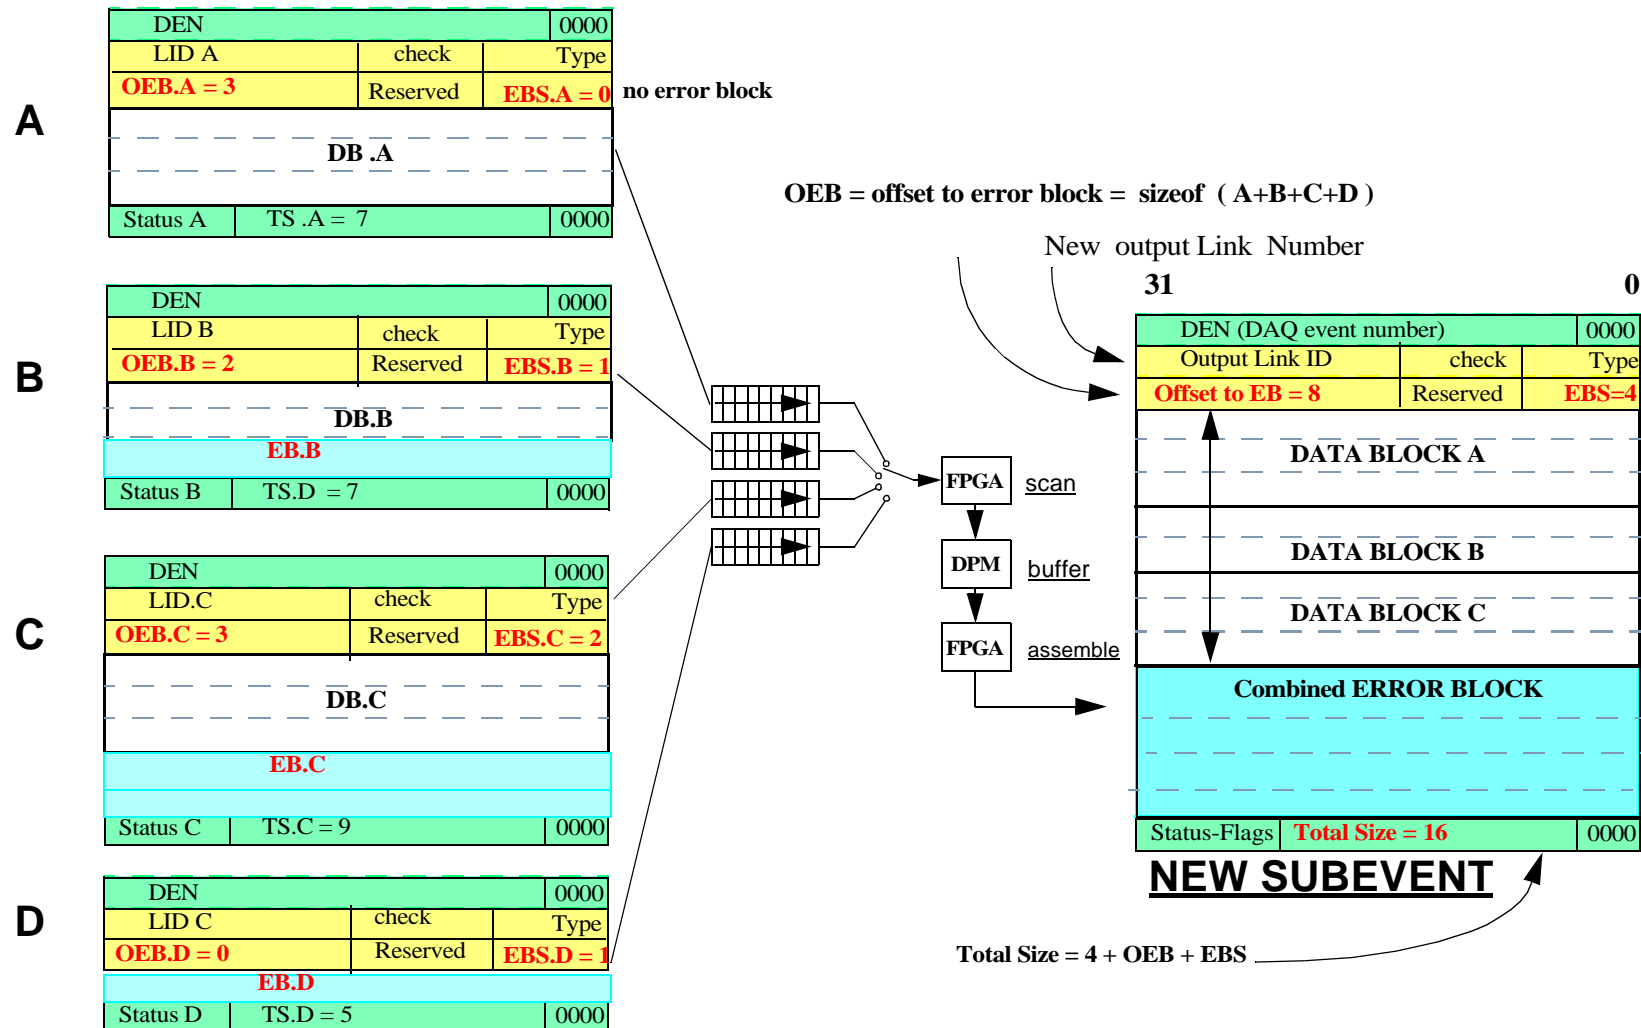 A
DEN 0000
LID A check Type
OEB.A = 3 Reserved EBS.A = 0 no error block
DB .A
Status A TS .A = 7 0000
B
DEN 0000
LID B check Type
OEB.B = 2 Reserved EBS.B = 1
DB.B
EB.B
Status B TS.D = 7 0000
C
DEN 0000
LID.C check Type
OEB.C = 3 Reserved EBS.C = 2
DB.C
EB.C
Status C TS.C = 9 0000
D
DEN 0000
LID C check Type
OEB.D = 0 Reserved EBS.D = 1
EB.D
Status D TS.D = 5 0000
FPGA scan
DPM buffer
FPGA assemble
OEB = offset to error block = sizeof ( A+B+C+D )
New output Link Number
31 0
DEN (DAQ event number) 0000
Output Link ID check Type
Offset to EB = 8 Reserved EBS=4
DATA BLOCK A
DATA BLOCK B
DATA BLOCK C
Combined ERROR BLOCK
Status-Flags Total Size = 16 0000
NEW SUBEVENT
Total Size = 4 + OEB + EBS